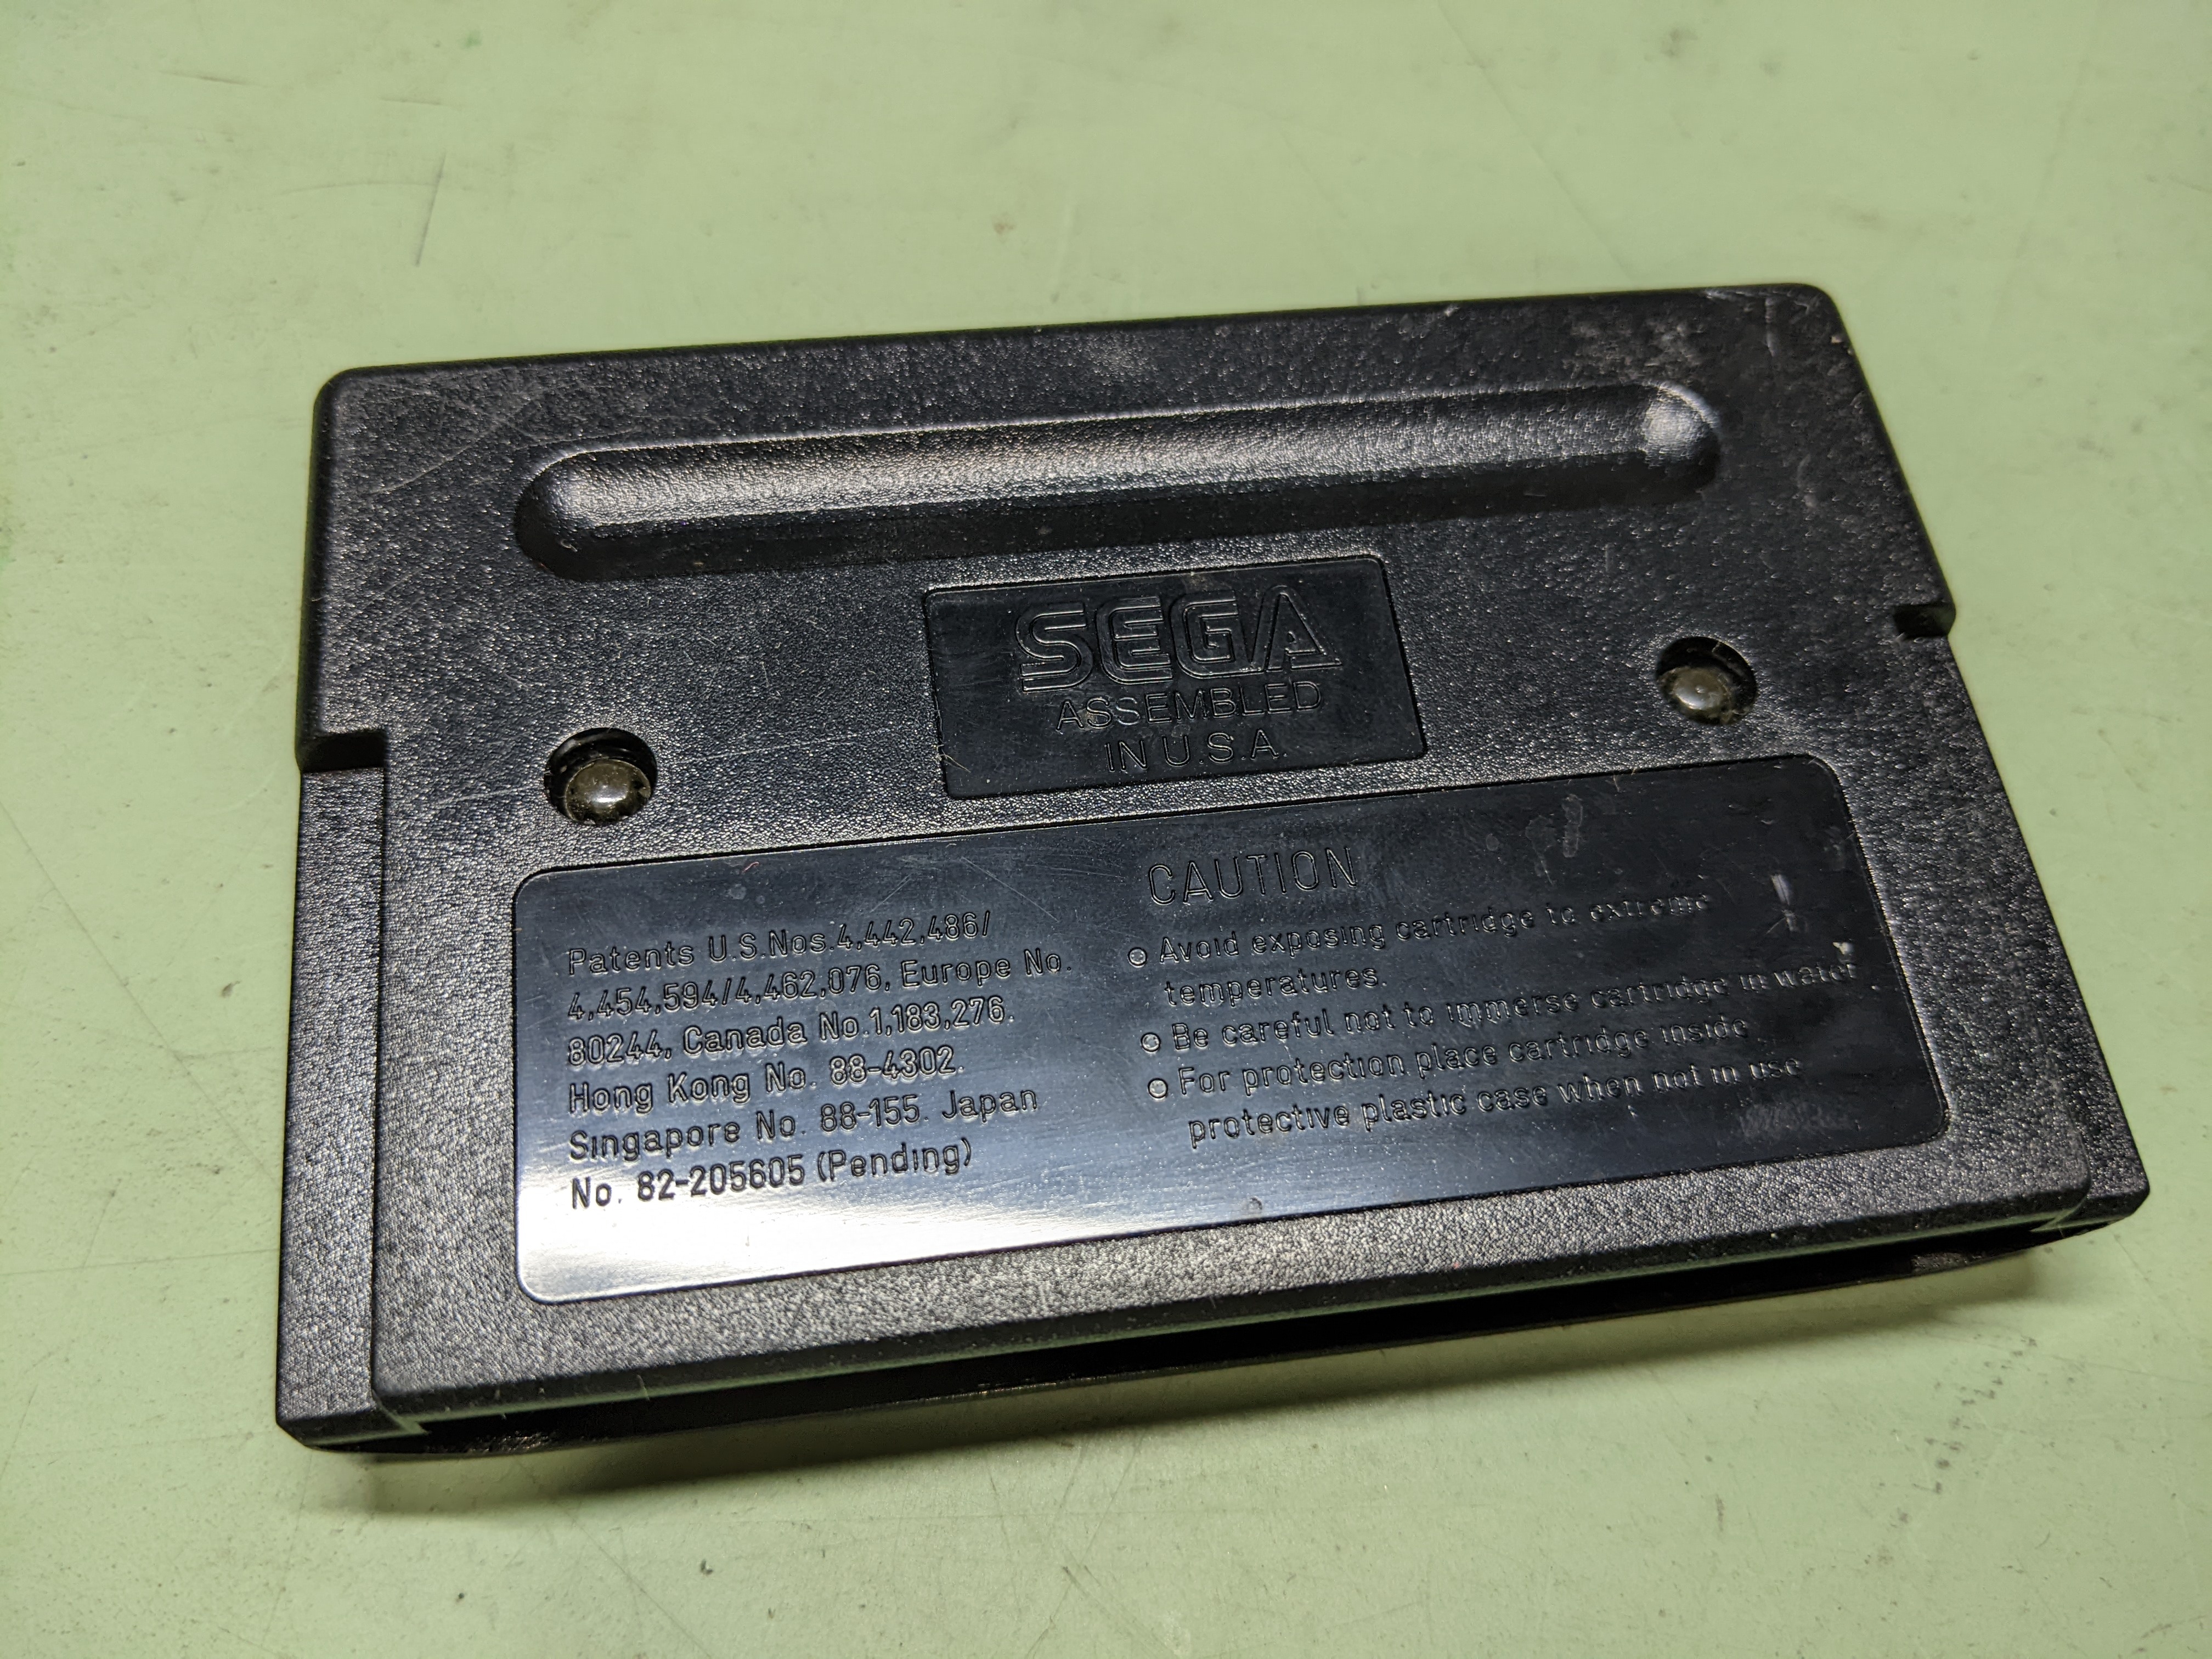 SEGA
ASSEMBLED
IN U.S.A.
Patents U.S.Nos.4,442,486/
4,454,594/4,462,076, Europe No.
80244, Canada No.1,183,276.
Hong Kong No. 88-4302.
Singapore No. 88-155. Japan
No. 82-205605 (Pending)
CAUTION
● Avoid exposing cartridge to extreme
temperatures.
● Be careful not to immerse cartridge in water
● For protection place cartridge inside
protective plastic case when not in use